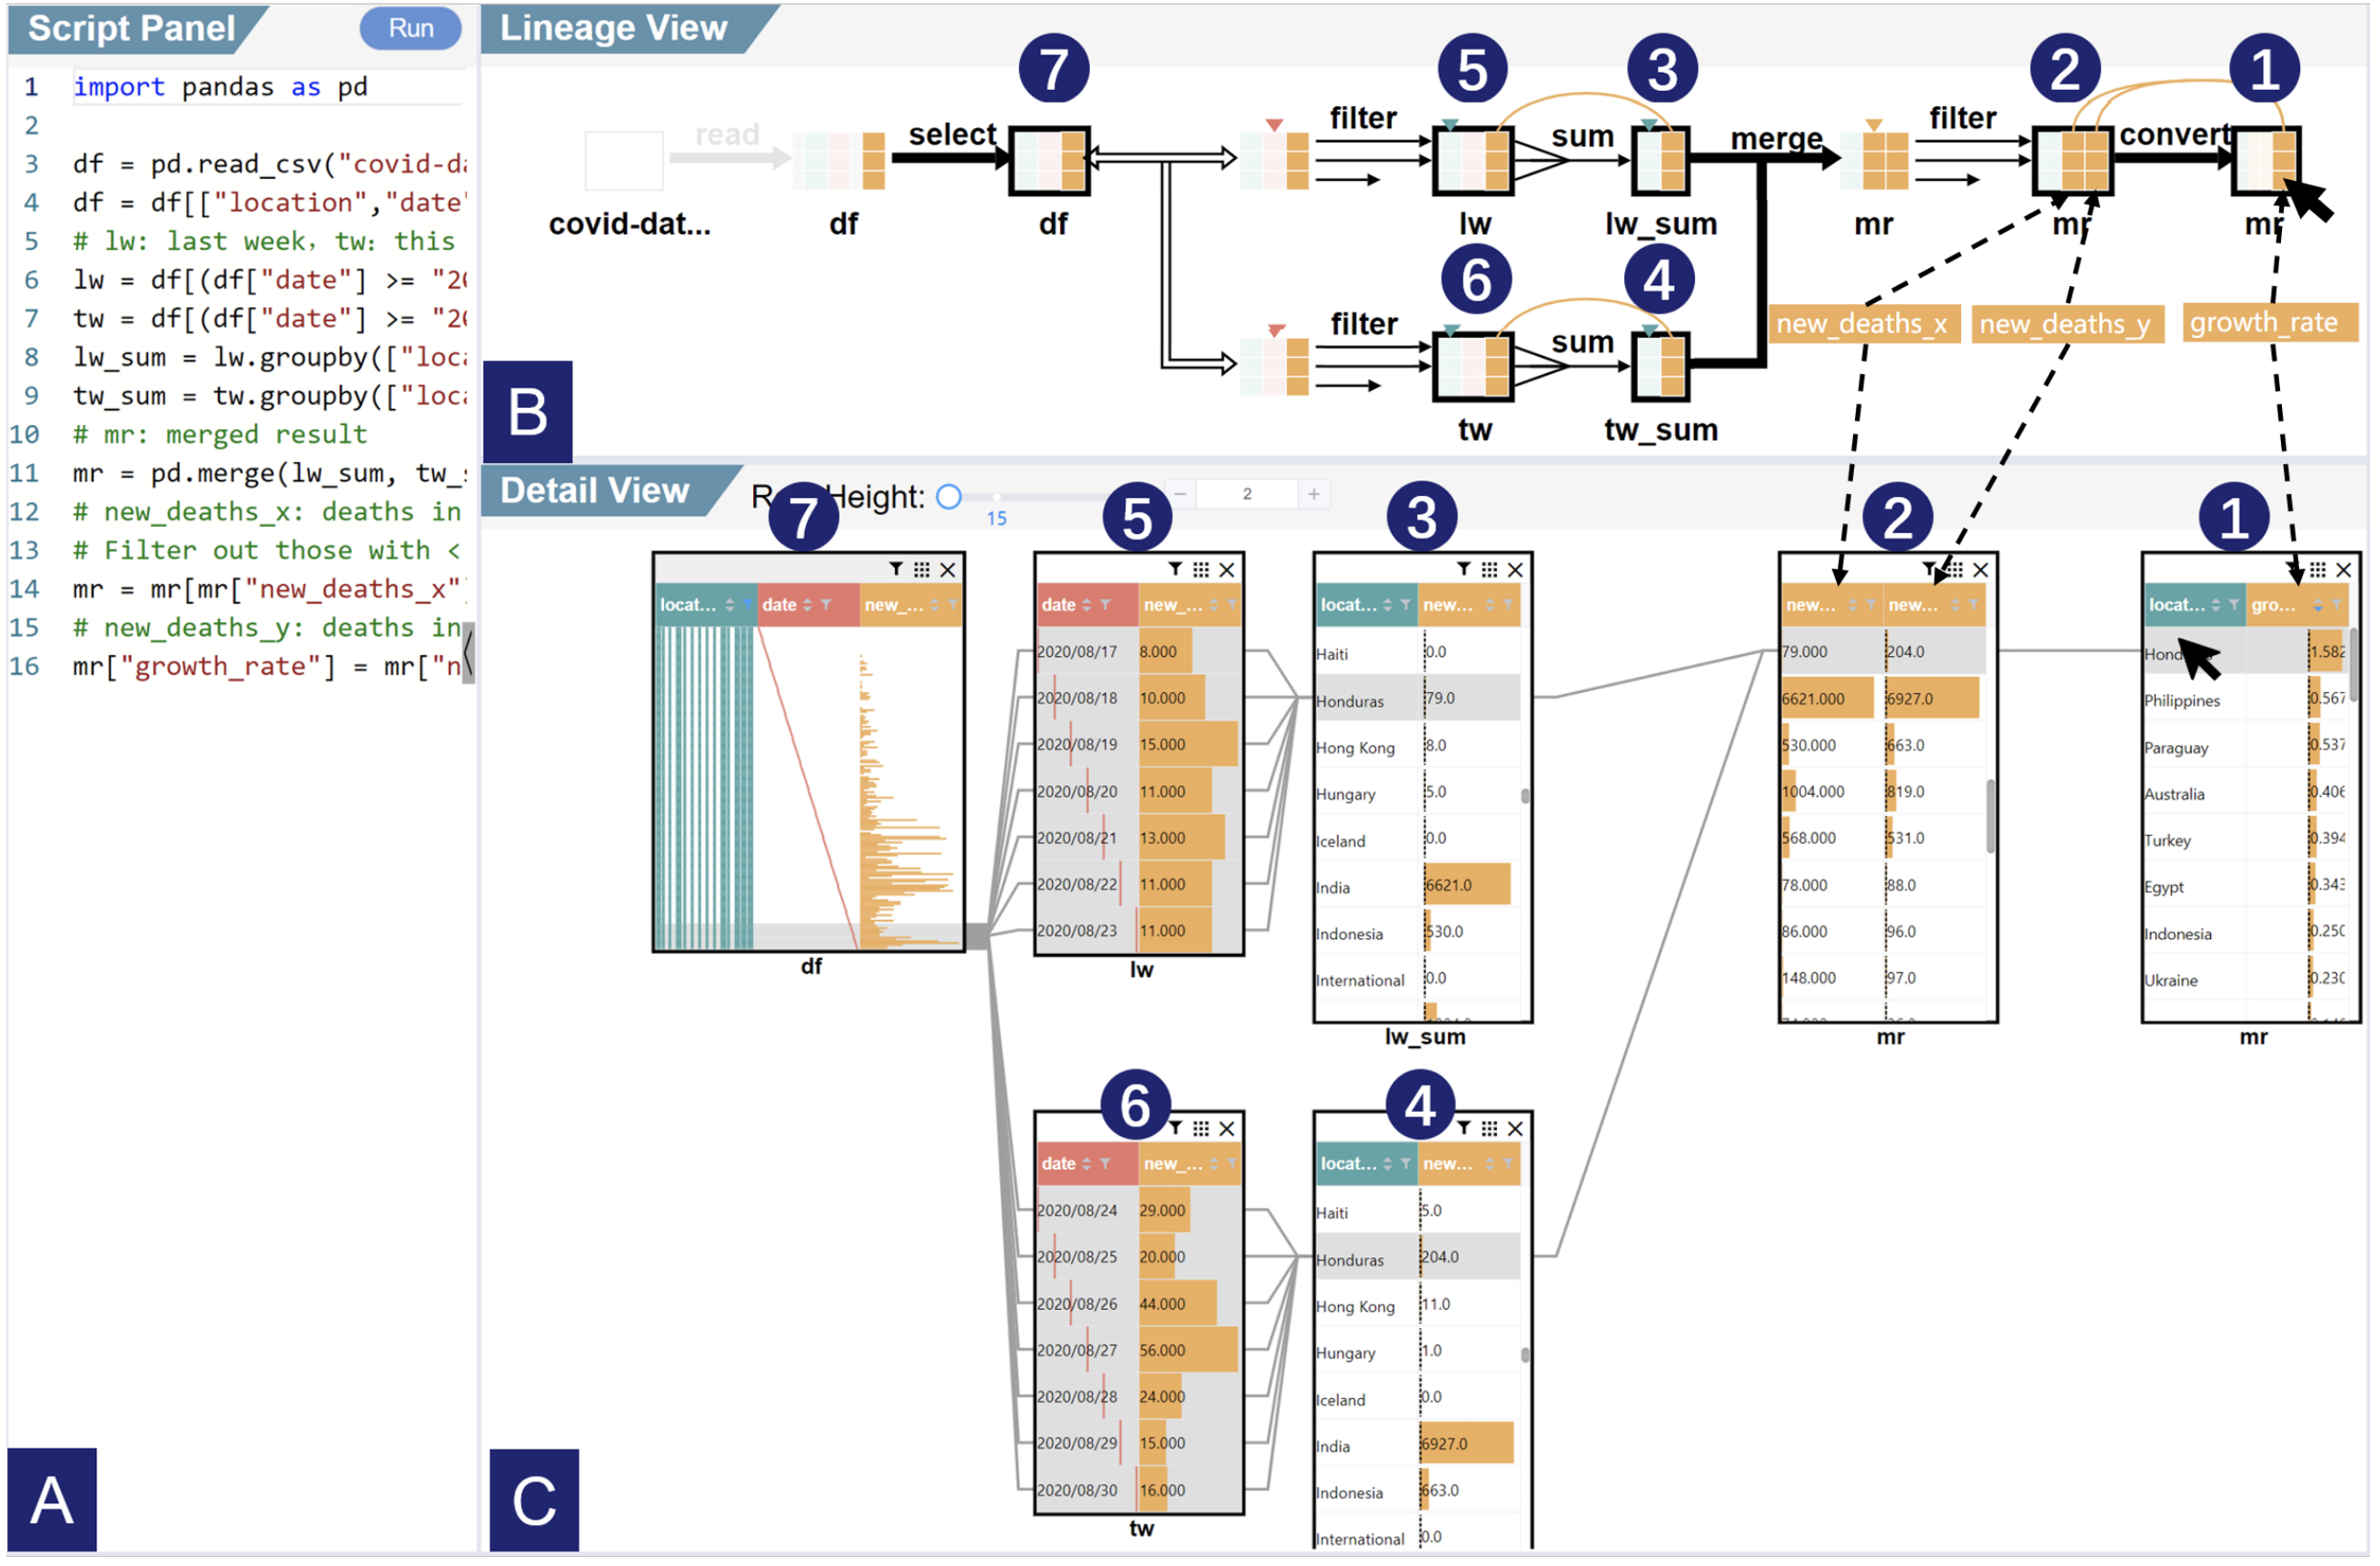 Script Panel
Run
1 import pandas as pd
2
3 df = pd.read_csv("covid-da
4 df = df[["location","date"
5 # lw: last week, tw: this
6 lw = df[(df["date"] >= "20
7 tw = df[(df["date"] >= "20
8 lw_sum = lw.groupby(["loca
9 tw_sum = tw.groupby(["loca
10 # mr: merged result
11 mr = pd.merge(lw_sum, tw_s
12 # new_deaths_x: deaths in
13 # Filter out those with <
14 mr = mr[mr["new_deaths_x"]
15 # new_deaths_y: deaths in
16 mr["growth_rate"] = mr["n
A
Lineage View
7 5 3 2 1
read select filter sum merge filter convert
covid-dat... df df lw lw_sum mr mr mr
6 4
filter sum
new_deaths_x new_deaths_y growth_rate
tw tw_sum
B
Detail View
Height:
15
− 2 +
7
locat... date new_...
df
5
date new_...
2020/08/17 8.000
2020/08/18 10.000
2020/08/19 15.000
2020/08/20 11.000
2020/08/21 13.000
2020/08/22 11.000
2020/08/23 11.000
lw
3
locat... new...
Haiti 0.0
Honduras 79.0
Hong Kong 8.0
Hungary 5.0
Iceland 0.0
India 6621.0
Indonesia 530.0
International 0.0
lw_sum
2
new... new...
79.000 204.0
6621.000 6927.0
530.000 663.0
1004.000 819.0
568.000 531.0
78.000 88.0
86.000 96.0
148.000 97.0
mr
1
locat... gro...
Hond 1.582
Philippines 0.567
Paraguay 0.537
Australia 0.406
Turkey 0.394
Egypt 0.343
Indonesia 0.250
Ukraine 0.230
mr
6
date new_...
2020/08/24 29.000
2020/08/25 20.000
2020/08/26 44.000
2020/08/27 56.000
2020/08/28 24.000
2020/08/29 15.000
2020/08/30 16.000
tw
4
locat... new...
Haiti 5.0
Honduras 204.0
Hong Kong 11.0
Hungary 1.0
Iceland 0.0
India 6927.0
Indonesia 663.0
International 0.0
C